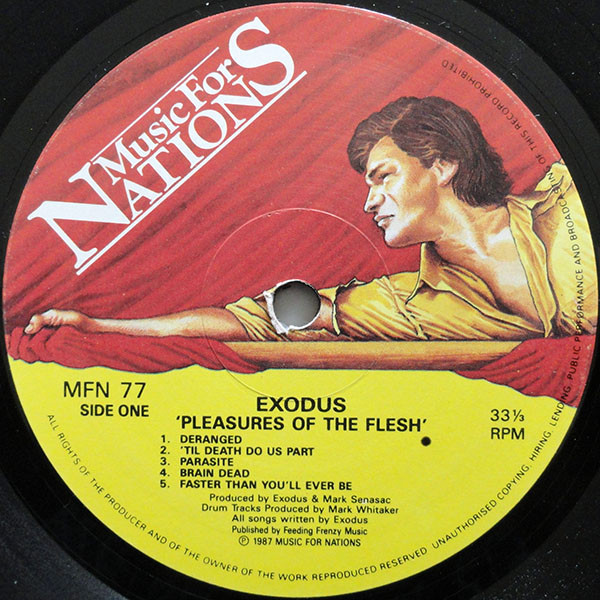 Music For
NATIONS
MFN 77
SIDE ONE
EXODUS
'PLEASURES OF THE FLESH'
33 ⅓
RPM
1. DERANGED
2. 'TIL DEATH DO US PART
3. PARASITE
4. BRAIN DEAD
5. FASTER THAN YOU'LL EVER BE
Produced by Exodus & Mark Senasac
Drum Tracks Produced by Mark Whitaker
All songs written by Exodus
Published by Feeding Frenzy Music
Ⓟ 1987 MUSIC FOR NATIONS
ALL RIGHTS OF THE PRODUCER AND OF THE OWNER OF THE WORK REPRODUCED RESERVED. UNAUTHORISED COPYING, HIRING, LENDING, PUBLIC PERFORMANCE AND BROADCASTING OF THIS RECORD PROHIBITED